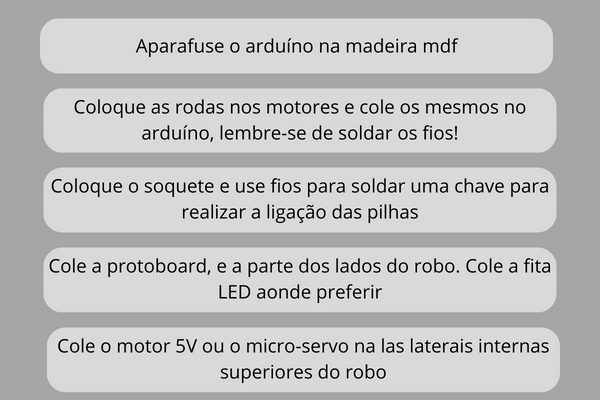 Aparafuse o arduíno na madeira mdf
Coloque as rodas nos motores e cole os mesmos no
arduíno, lembre-se de soldar os fios!
Coloque o soquete e use fios para soldar uma chave para
realizar a ligação das pilhas
Cole a protoboard, e a parte dos lados do robo. Cole a fita
LED aonde preferir
Cole o motor 5V ou o micro-servo na las laterais internas
superiores do robo